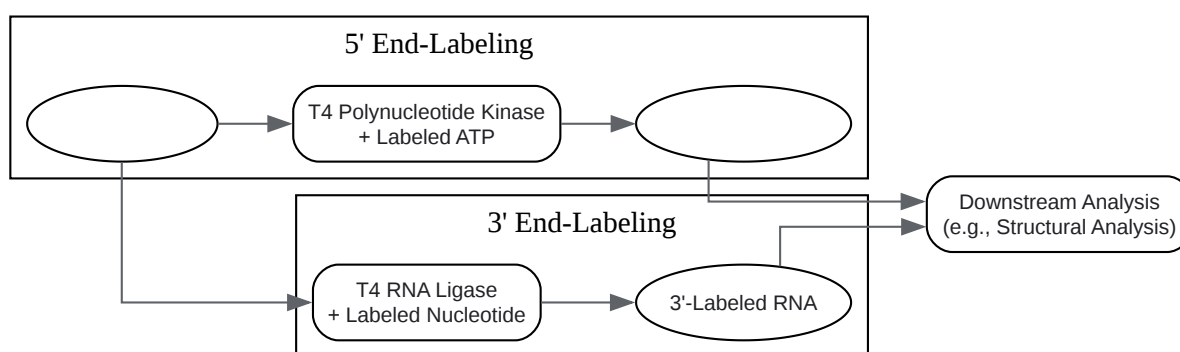 5' End-Labeling
T4 Polynucleotide Kinase
+ Labeled ATP
Downstream Analysis
(e.g., Structural Analysis)
3' End-Labeling
T4 RNA Ligase
+ Labeled Nucleotide
3'-Labeled RNA